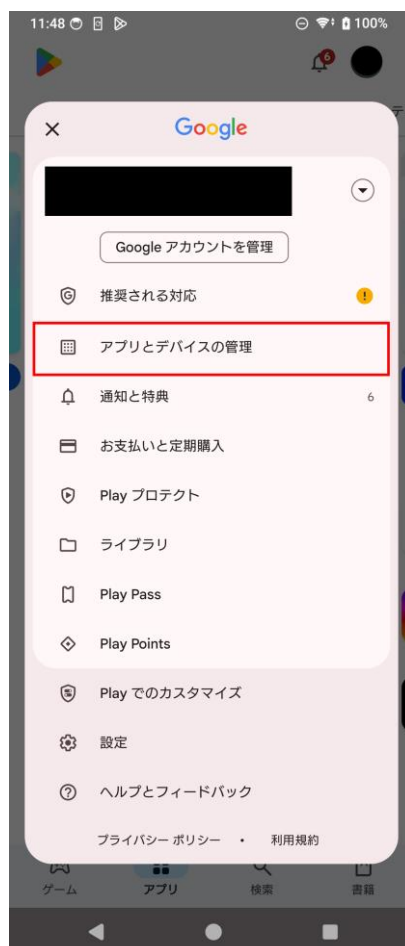 11:48
100%
6
テ
Google
Google アカウントを管理
推奨される対応
アプリとデバイスの管理
通知と特典
6
お支払いと定期購入
Play プロテクト
ライブラリ
Play Pass
Play Points
Play でのカスタマイズ
設定
ヘルプとフィードバック
プライバシー ポリシー ・ 利用規約
ゲーム アプリ 検索 書籍